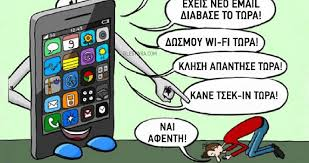 ΕΧΕΙΣ ΝΕΟ EMAIL
ΔΙΑΒΑΣΕ ΤΟ ΤΩΡΑ!
ΔΩΣΜΟΥ WI-FI ΤΩΡΑ!
ΚΛΗΣΗ ΑΠΑΝΤΗΣΕ ΤΩΡΑ!
ΚΑΝΕ ΤΣΕΚ-ΙΝ ΤΩΡΑ!
ΝΑΙ
ΑΦΕΝΤΗ!